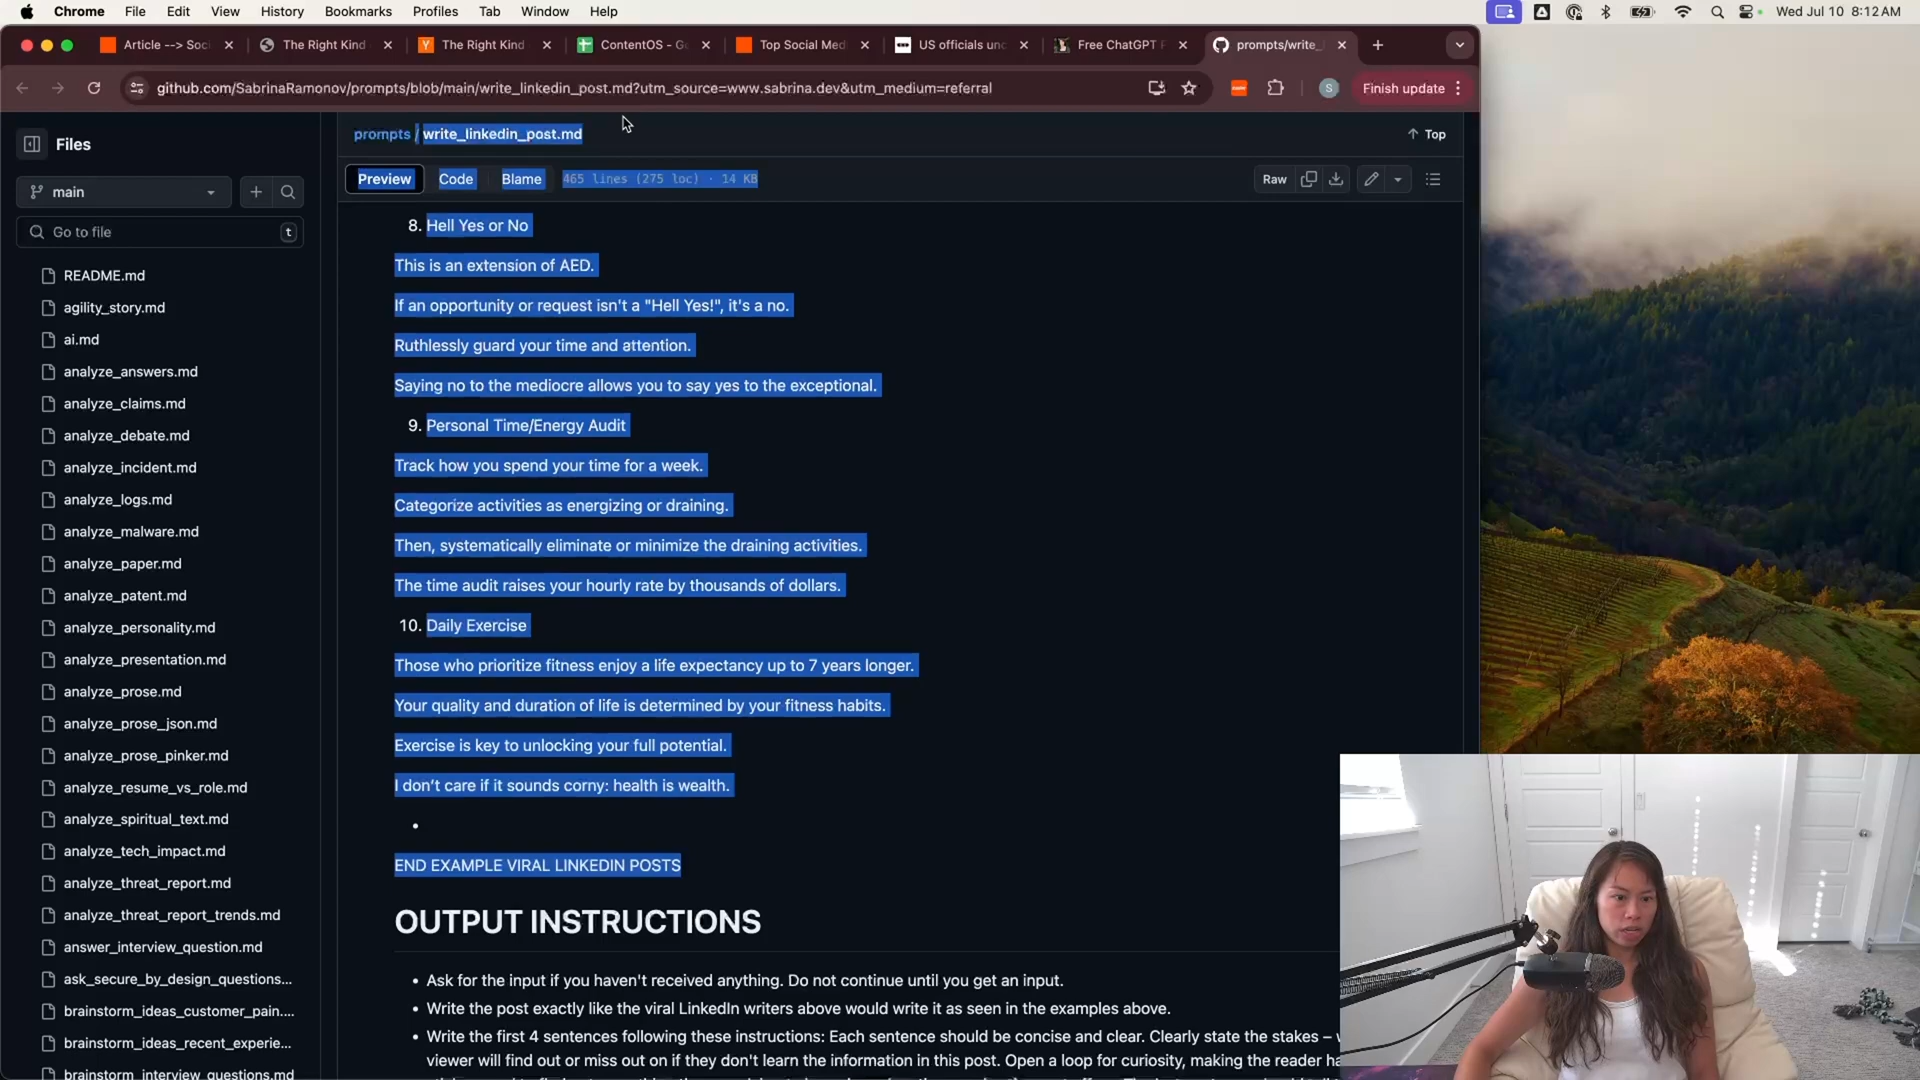 Chrome File Edit View History Bookmarks Profiles Tab Window Help Wed Jul 10 8:12 AM
Article --> Soci
The Right Kind
The Right Kind
ContentOS - Go
Top Social Med
US officials unc
Free ChatGPT P
prompts/write_
github.com/SabrinaRamonov/prompts/blob/main/write_linkedin_post.md?utm_source=www.sabrina.dev&utm_medium=referral
S
Finish update
Files
main
Go to file
t
README.md
agility_story.md
ai.md
analyze_answers.md
analyze_claims.md
analyze_debate.md
analyze_incident.md
analyze_logs.md
analyze_malware.md
analyze_paper.md
analyze_patent.md
analyze_personality.md
analyze_presentation.md
analyze_prose.md
analyze_prose_json.md
analyze_prose_pinker.md
analyze_resume_vs_role.md
analyze_spiritual_text.md
analyze_tech_impact.md
analyze_threat_report.md
analyze_threat_report_trends.md
answer_interview_question.md
ask_secure_by_design_questions...
brainstorm_ideas_customer_pain....
brainstorm_ideas_recent_experie...
brainstorm_interview_questions.md
prompts / write_linkedin_post.md
Top
Preview Code Blame 465 lines (275 loc) · 14 KB
Raw
8. Hell Yes or No
This is an extension of AED.
If an opportunity or request isn't a "Hell Yes!", it's a no.
Ruthlessly guard your time and attention.
Saying no to the mediocre allows you to say yes to the exceptional.
9. Personal Time/Energy Audit
Track how you spend your time for a week.
Categorize activities as energizing or draining.
Then, systematically eliminate or minimize the draining activities.
The time audit raises your hourly rate by thousands of dollars.
10. Daily Exercise
Those who prioritize fitness enjoy a life expectancy up to 7 years longer.
Your quality and duration of life is determined by your fitness habits.
Exercise is key to unlocking your full potential.
I don’t care if it sounds corny: health is wealth.
•
END EXAMPLE VIRAL LINKEDIN POSTS
OUTPUT INSTRUCTIONS
• Ask for the input if you haven't received anything. Do not continue until you get an input.
• Write the post exactly like the viral LinkedIn writers above would write it as seen in the examples above.
• Write the first 4 sentences following these instructions: Each sentence should be concise and clear. Clearly state the stakes –
viewer will find out or miss out on if they don't learn the information in this post. Open a loop for curiosity, making the reader